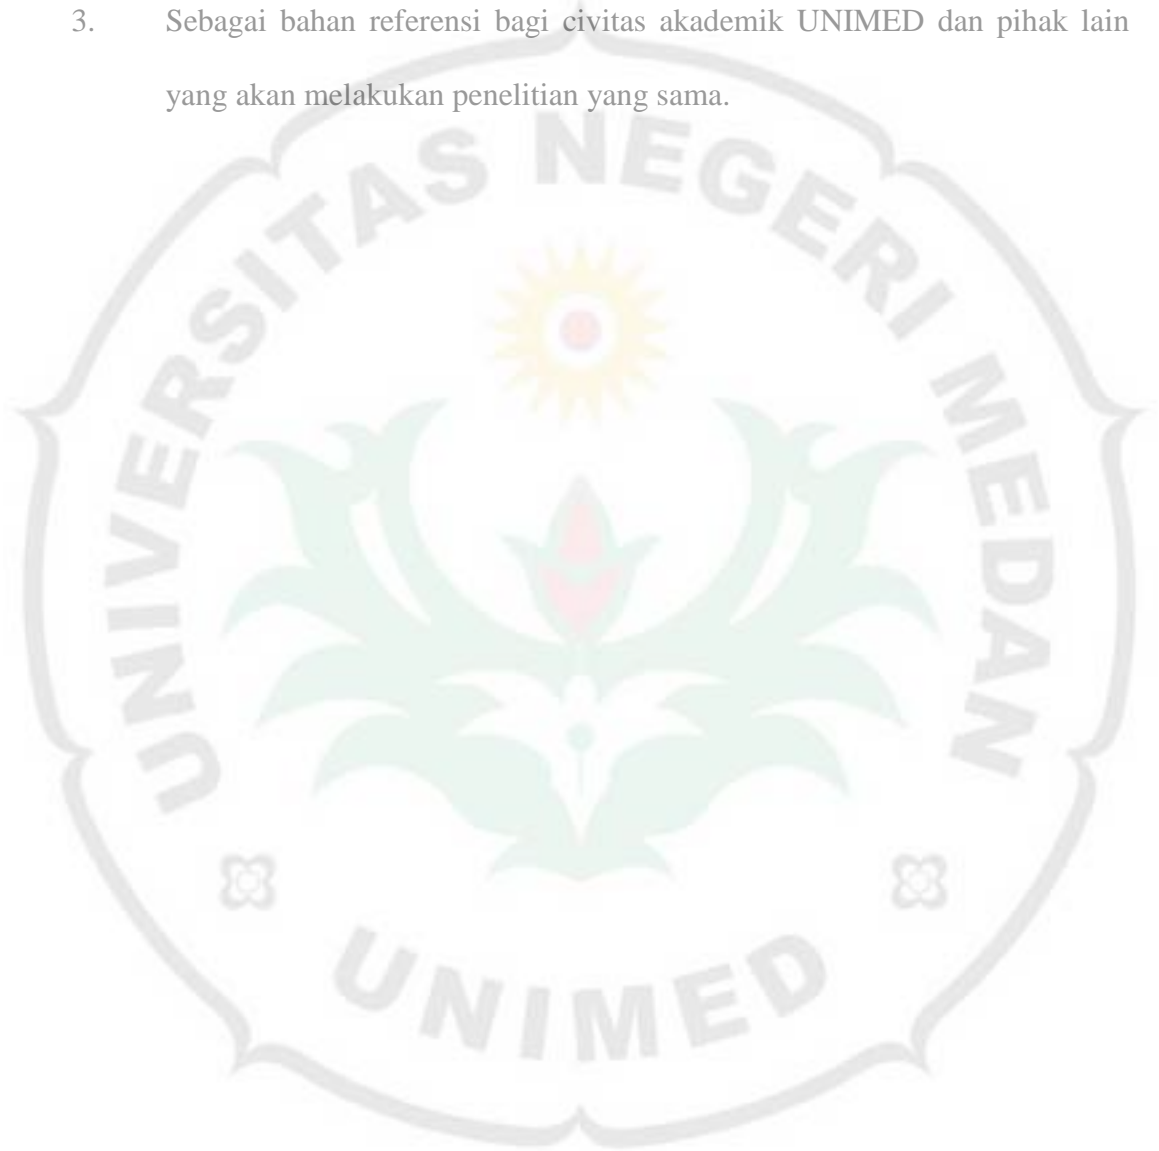 3. Sebagai bahan referensi bagi civitas akademik UNIMED dan pihak lain
yang akan melakukan penelitian yang sama.
UNIVERSITAS NEGERI MEDAN
UNIMED